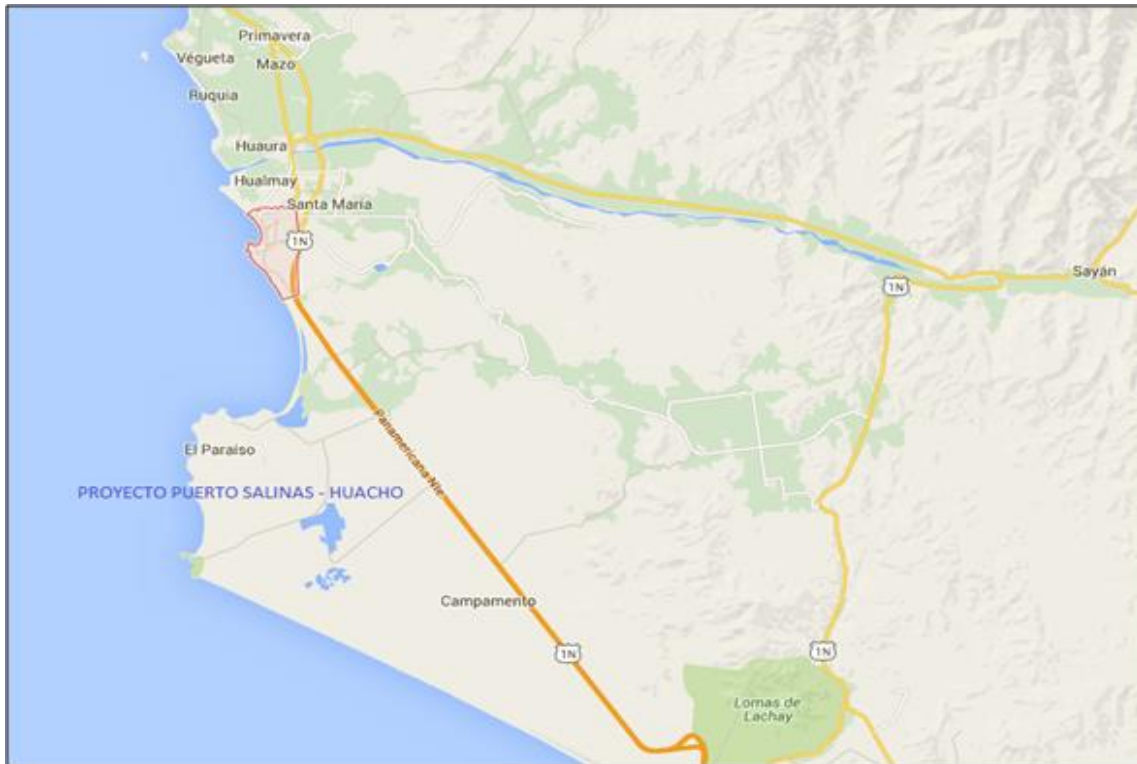 Primavera
Végueta
Mazo
Ruquia
Huaura
Hualmay
Santa Maria
1N
Sayán
1N
Panamericana Nte.
El Paraiso
PROYECTO PUERTO SALINAS - HUACHO
Campamento
1N
1N
Lomas de
Lachay